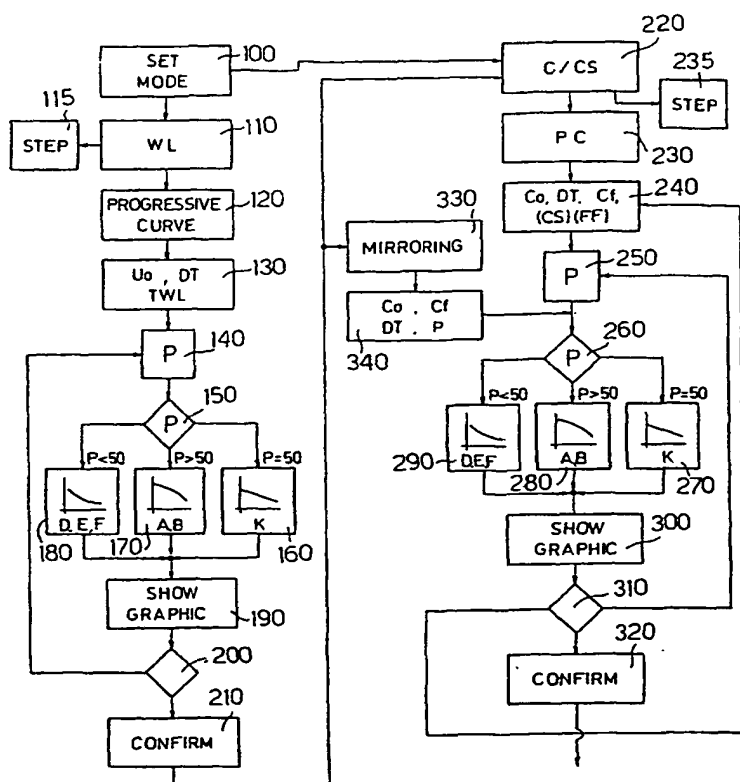 100
SET
MODE
115
STEP
110
WL
PROGRESSIVE
CURVE
120
Uo , DT
TWL
130
P
140
P
150
P<50
P>50
P=50
D,E,F
180
A,B
170
K
160
SHOW
GRAPHIC
190
200
210
CONFIRM
220
C/CS
235
STEP
PC
230
Co, DT, Cf,
(CS)(FF)
240
330
MIRRORING
Co , Cf
DT , P
340
250
P
260
P
P<50
P>50
P=50
D,E,F
290
A,B
280
K
270
SHOW
GRAPHIC
300
310
320
CONFIRM